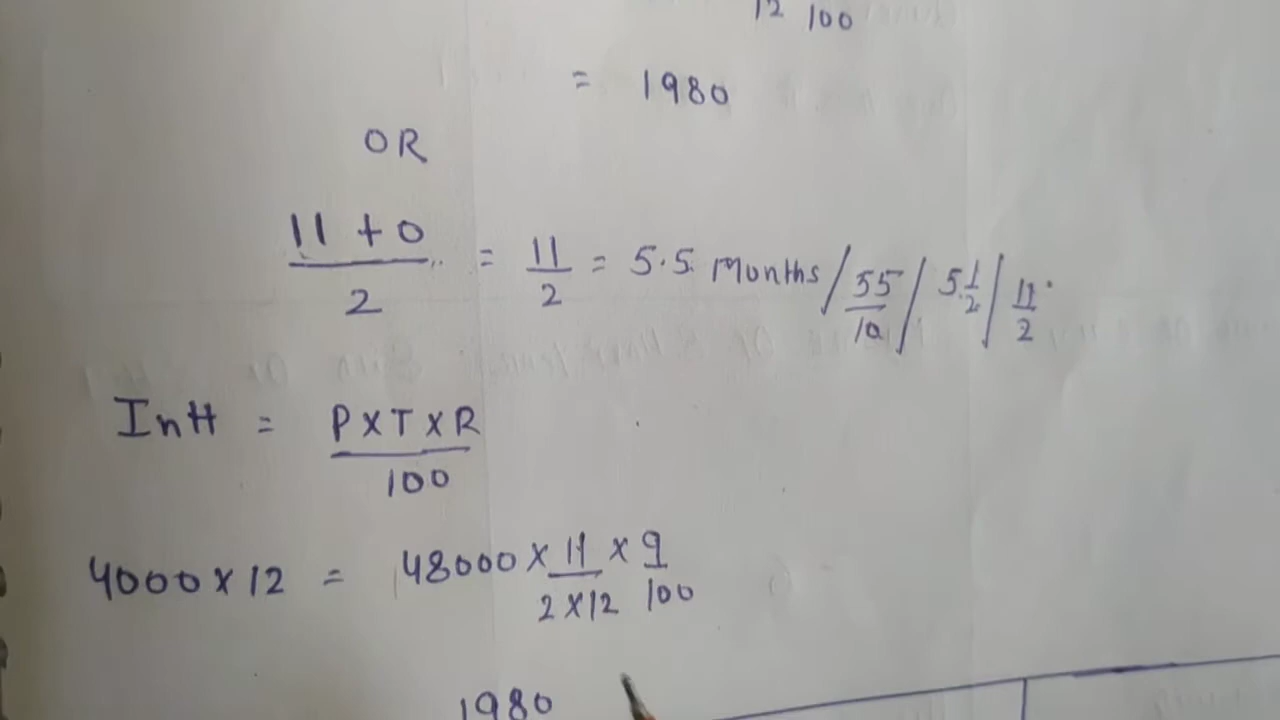 12 100
= 1980
OR
11 + 0 / 2 = 11/2 = 5.5 Months / 55/10 / 5 1/2 / 11/2
Intt = P x T x R / 100
4000 x 12 = 48000 x 11 / 2 x 12 x 9 / 100
1980